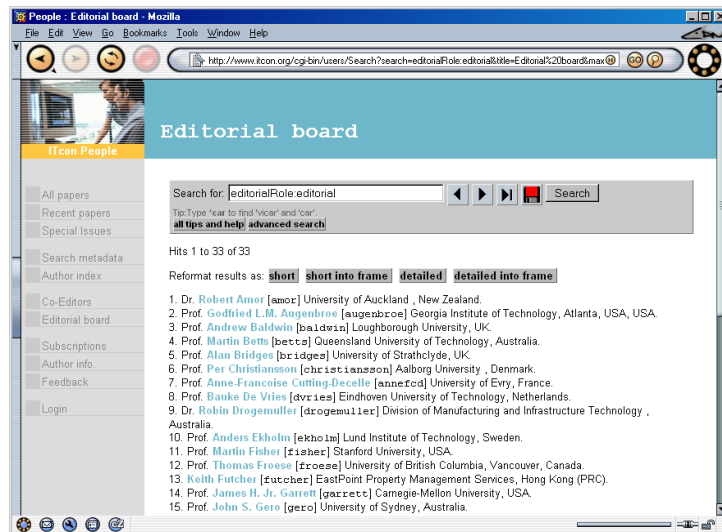 People : Editorial board - Mozilla
File Edit View Go Bookmarks Tools Window Help
http://www.itcon.org/cgi-bin/users/Search?search=editorialRole:editorial&title=Editorial%20board&max
GO
Editorial board
ITcon People
Search for: editorialRole:editorial Search
Tip:Type 'car to find 'vicar' and 'car'.
all tips and help advanced search
All papers
Recent papers
Special Issues
Search metadata
Author index
Co-Editors
Editorial board
Subscriptions
Author info.
Feedback
Login
Hits 1 to 33 of 33
Reformat results as: short short into frame detailed detailed into frame
1. Dr. Robert Amor [amor] University of Auckland , New Zealand.
2. Prof. Godfried L.M. Augenbroe [augenbroe] Georgia Institute of Technology, Atlanta, USA, USA.
3. Prof. Andrew Baldwin [baldwin] Loughborough University, UK.
4. Prof. Martin Betts [betts] Queensland University of Technology, Australia.
5. Prof. Alan Bridges [bridges] University of Strathclyde, UK.
6. Prof. Per Christiansson [christiansson] Aalborg University , Denmark.
7. Prof. Anne-Francoise Cutting-Decelle [annefcd] University of Evry, France.
8. Prof. Bauke De Vries [dvries] Eindhoven University of Technology, Netherlands.
9. Dr. Robin Drogemuller [drogemuller] Division of Manufacturing and Infrastructure Technology ,
Australia.
10. Prof. Anders Ekholm [ekholm] Lund Institute of Technology, Sweden.
11. Prof. Martin Fisher [fisher] Stanford University, USA.
12. Prof. Thomas Froese [froese] University of British Columbia, Vancouver, Canada.
13. Keith Futcher [futcher] EastPoint Property Management Services, Hong Kong (PRC).
14. Prof. James H. Jr. Garrett [garrett] Carnegie-Mellon University, USA.
15. Prof. John S. Gero [gero] University of Sydney, Australia.